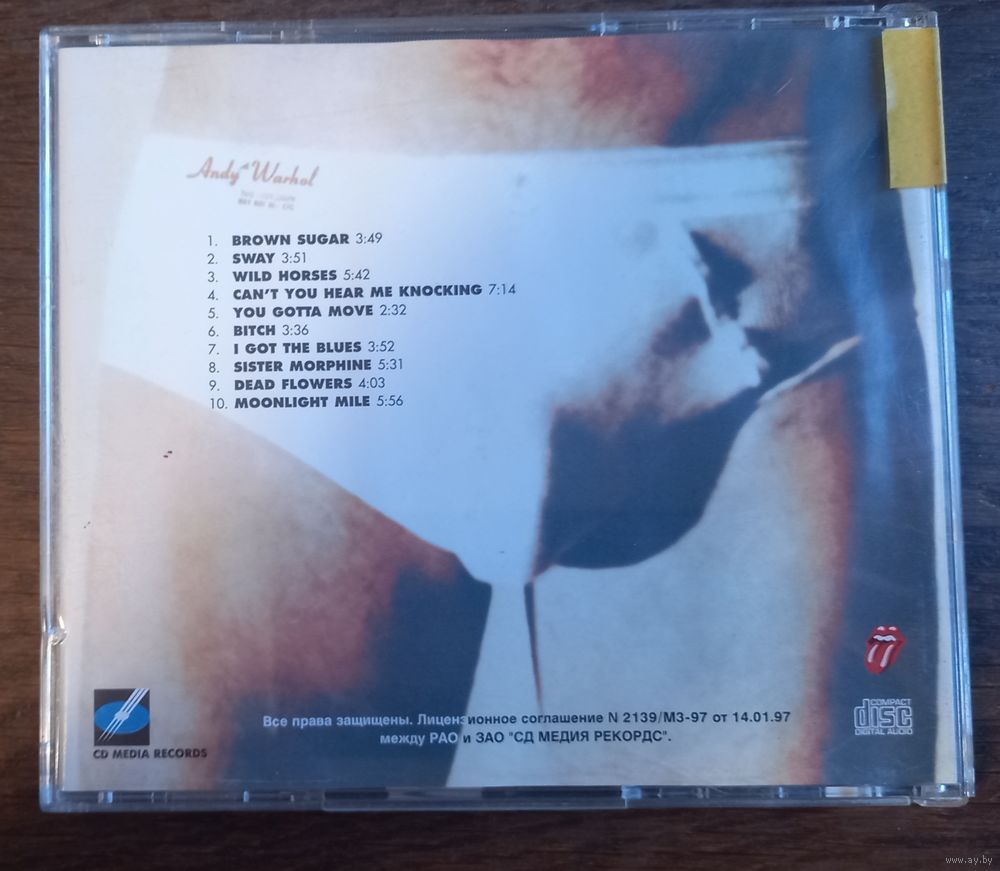 Andy Warhol
1. BROWN SUGAR 3:49
2. SWAY 3:51
3. WILD HORSES 5:42
4. CAN'T YOU HEAR ME KNOCKING 7:14
5. YOU GOTTA MOVE 2:32
6. BITCH 3:36
7. I GOT THE BLUES 3:52
8. SISTER MORPHINE 5:31
9. DEAD FLOWERS 4:03
10. MOONLIGHT MILE 5:56
Все права защищены. Лицензионное соглашение N 2139/МЗ-97 от 14.01.97
между РАО и ЗАО "СД МЕДИЯ РЕКОРДС".
CD MEDIA RECORDS
COMPACT
disc
DIGITAL AUDIO
www.ay.by